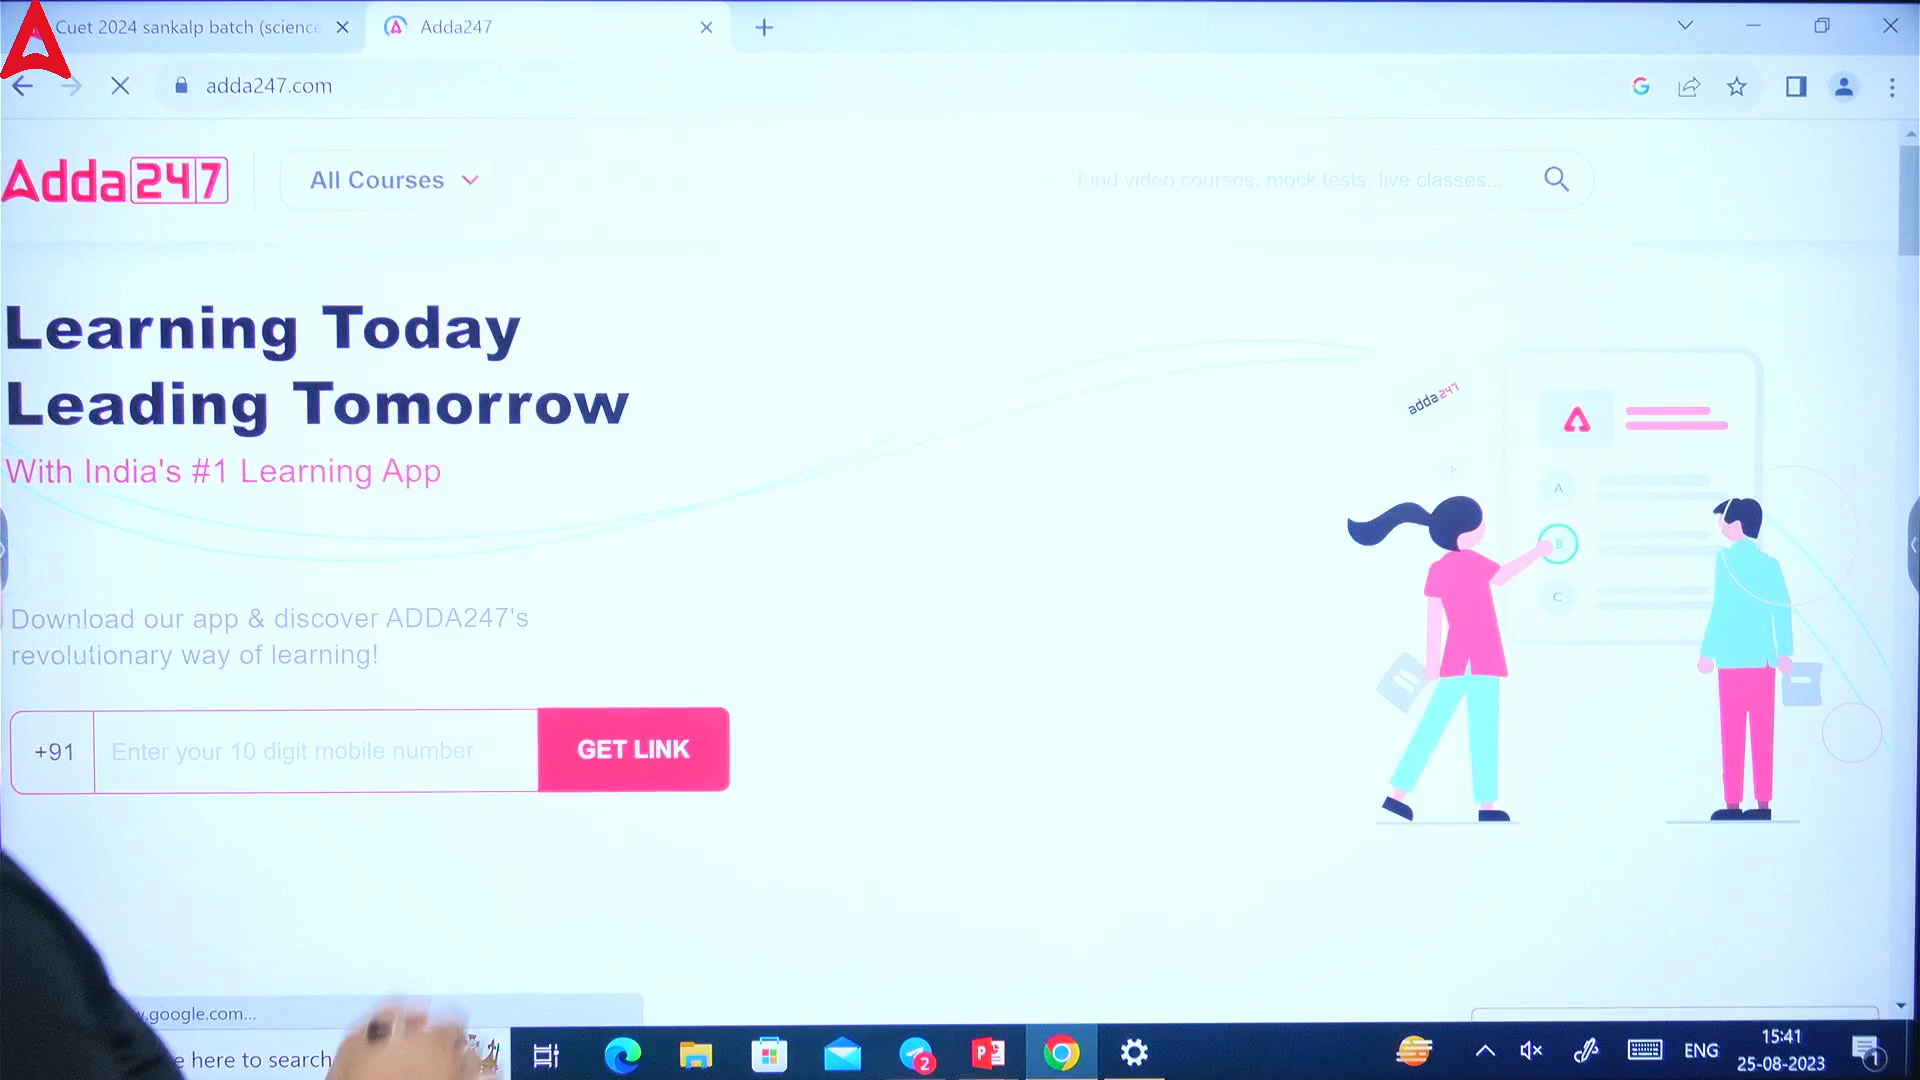 Cuet 2024 sankalp batch (science
Adda247
adda247.com
Adda247
All Courses
Find video courses, mock tests, live classes...
Learning Today
Leading Tomorrow
With India's #1 Learning App
adda247
A
B
C
Download our app & discover ADDA247's
revolutionary way of learning!
+91
Enter your 10 digit mobile number
GET LINK
.google.com...
here to search
2
ENG
15:41
25-08-2023
1